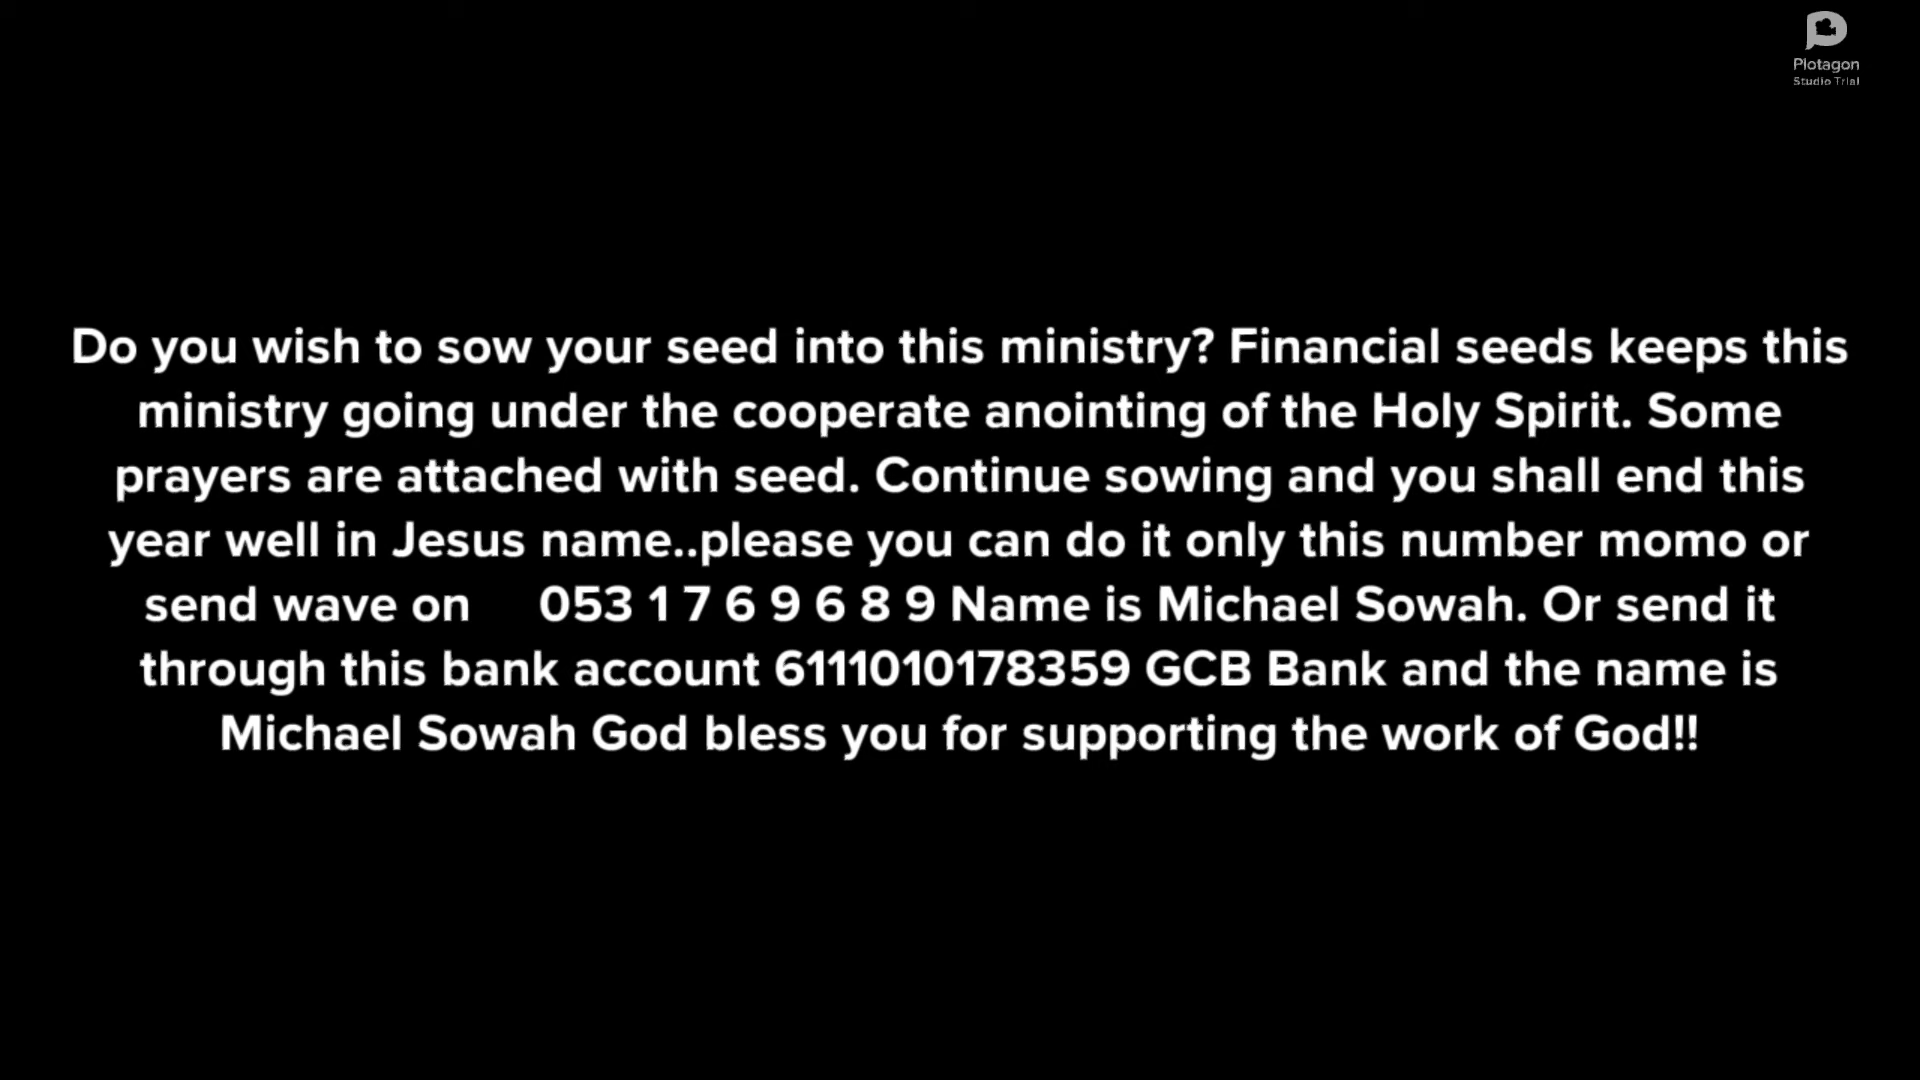 Plotagon
Studio Trial
Do you wish to sow your seed into this ministry? Financial seeds keeps this
ministry going under the cooperate anointing of the Holy Spirit. Some
prayers are attached with seed. Continue sowing and you shall end this
year well in Jesus name..please you can do it only this number momo or
send wave on 053 1 7 6 9 6 8 9 Name is Michael Sowah. Or send it
through this bank account 6111010178359 GCB Bank and the name is
Michael Sowah God bless you for supporting the work of God!!